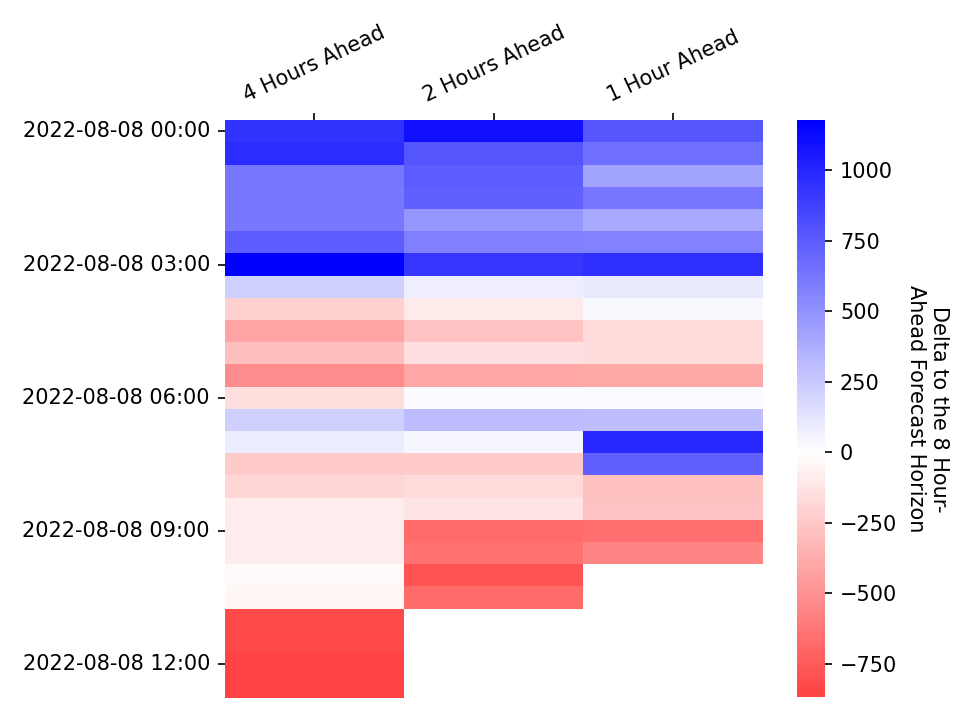 4 Hours Ahead
2 Hours Ahead
1 Hour Ahead
2022-08-08 00:00
2022-08-08 03:00
2022-08-08 06:00
2022-08-08 09:00
2022-08-08 12:00
1000
750
500
250
0
−250
−500
−750
Delta to the 8 Hour-
Ahead Forecast Horizon